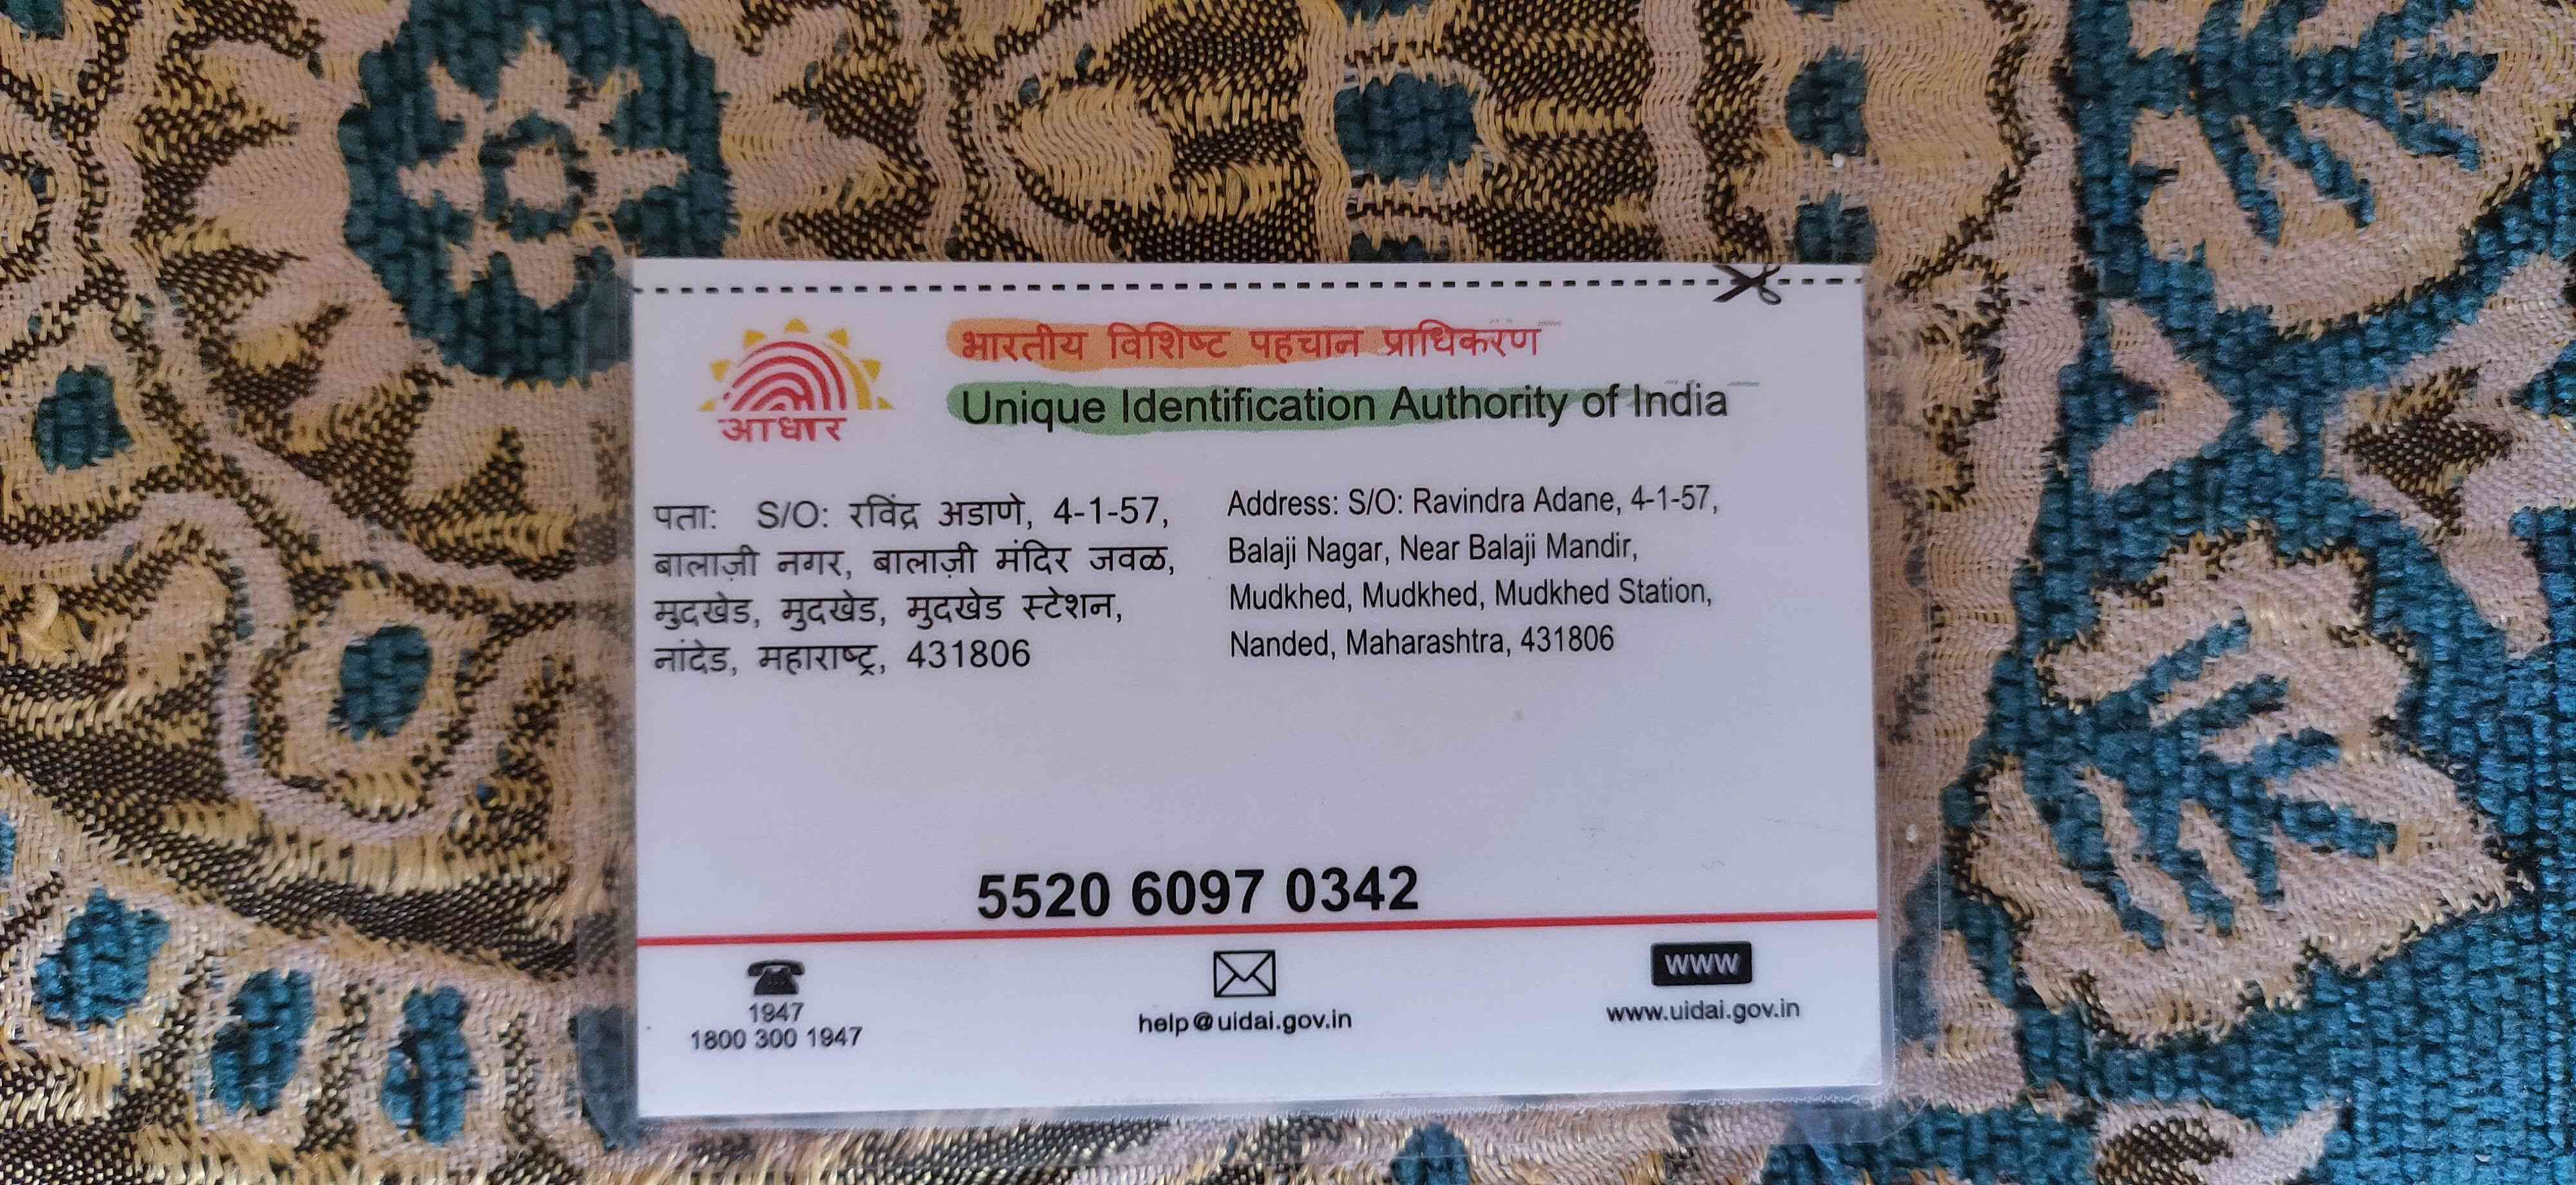 आधार
भारतीय विशिष्ट पहचान प्राधिकरण
Unique Identification Authority of India
पता: S/O: रविंद्र अडाणे, 4-1-57,
बालाज़ी नगर, बालाज़ी मंदिर जवळ,
मुदखेड, मुदखेड, मुदखेड स्टेशन,
नांदेड, महाराष्ट्र, 431806
Address: S/O: Ravindra Adane, 4-1-57,
Balaji Nagar, Near Balaji Mandir,
Mudkhed, Mudkhed, Mudkhed Station,
Nanded, Maharashtra, 431806
5520 6097 0342
1947
1800 300 1947
help@uidai.gov.in
WWW
www.uidai.gov.in